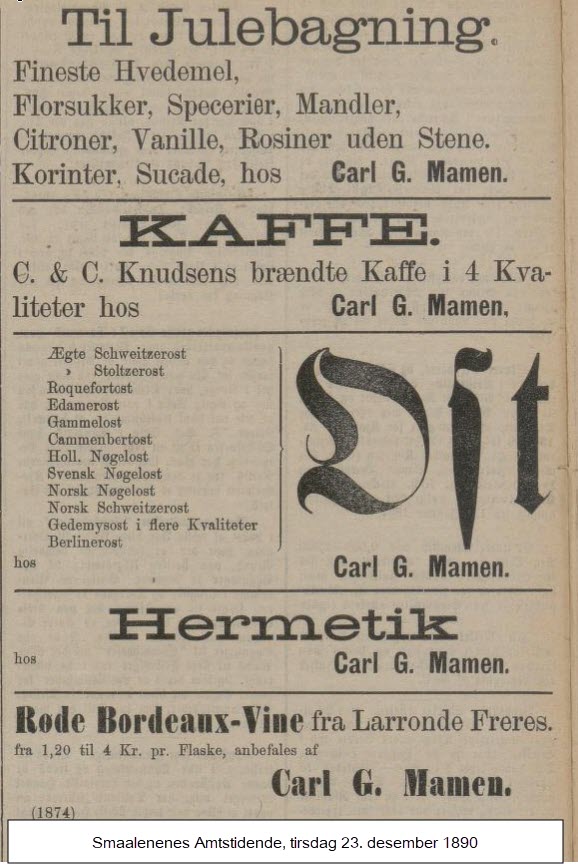 Til Julebagning.
Fineste Hvedemel,
Florsukker, Specerier, Mandler,
Citroner, Vanille, Rosiner uden Stene.
Korinter, Sucade, hos Carl G. Mamen.
KAFFE.
C. & C. Knudsens brændte Kaffe i 4 Kva-
liteter hos Carl G. Mamen,
Ægte Schweitzerost
› Stoltzerost
Roquefortost
Edamerost
Gammelost
Cammenbertost
Holl. Nøgelost
Svensk Nøgelost
Norsk Nøgelost
Norsk Schweitzerost
Gedemysost i flere Kvaliteter
Berlinerost
Ost
hos Carl G. Mamen.
Hermetik
hos Carl G. Mamen.
Røde Bordeaux-Vine fra Larronde Freres.
fra 1,20 til 4 Kr. pr. Flaske, anbefales af
Carl G. Mamen.
(1874)
Smaalenenes Amtstidende, tirsdag 23. desember 1890